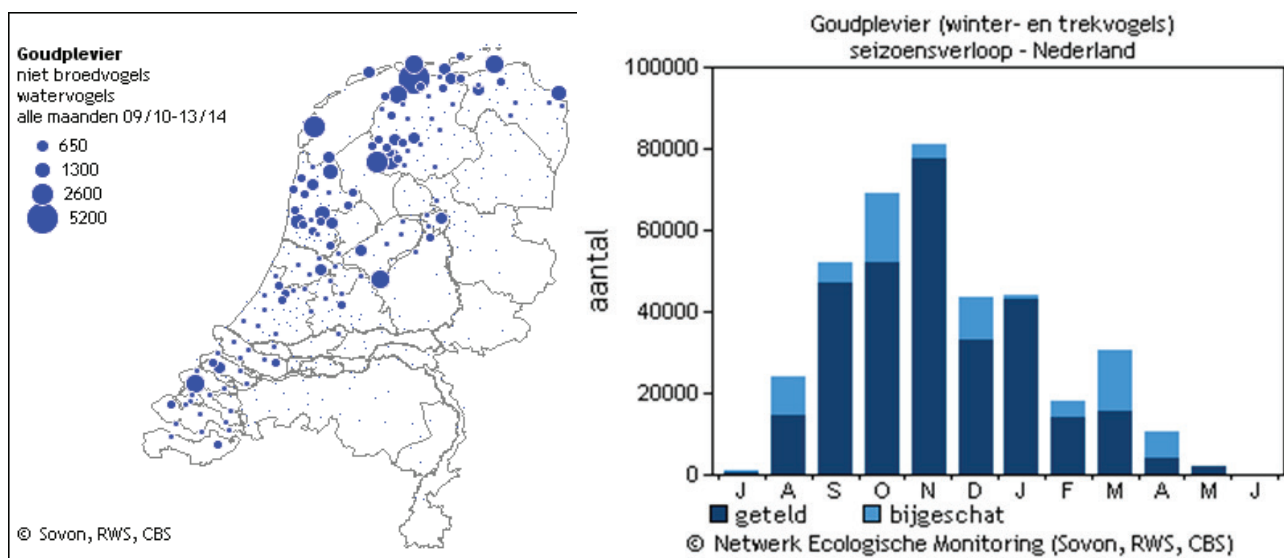 Goudplevier
niet broedvogels
watervogels
alle maanden 09/10-13/14
650
1300
2600
5200
© Sovon, RWS, CBS
Goudplevier (winter- en trekvogels)
seizoensverloop - Nederland
aantal
100000
80000
60000
40000
20000
0
J A S O N D J F M A M J
geteld bijgeschat
© Netwerk Ecologische Monitoring (Sovon, RWS, CBS)